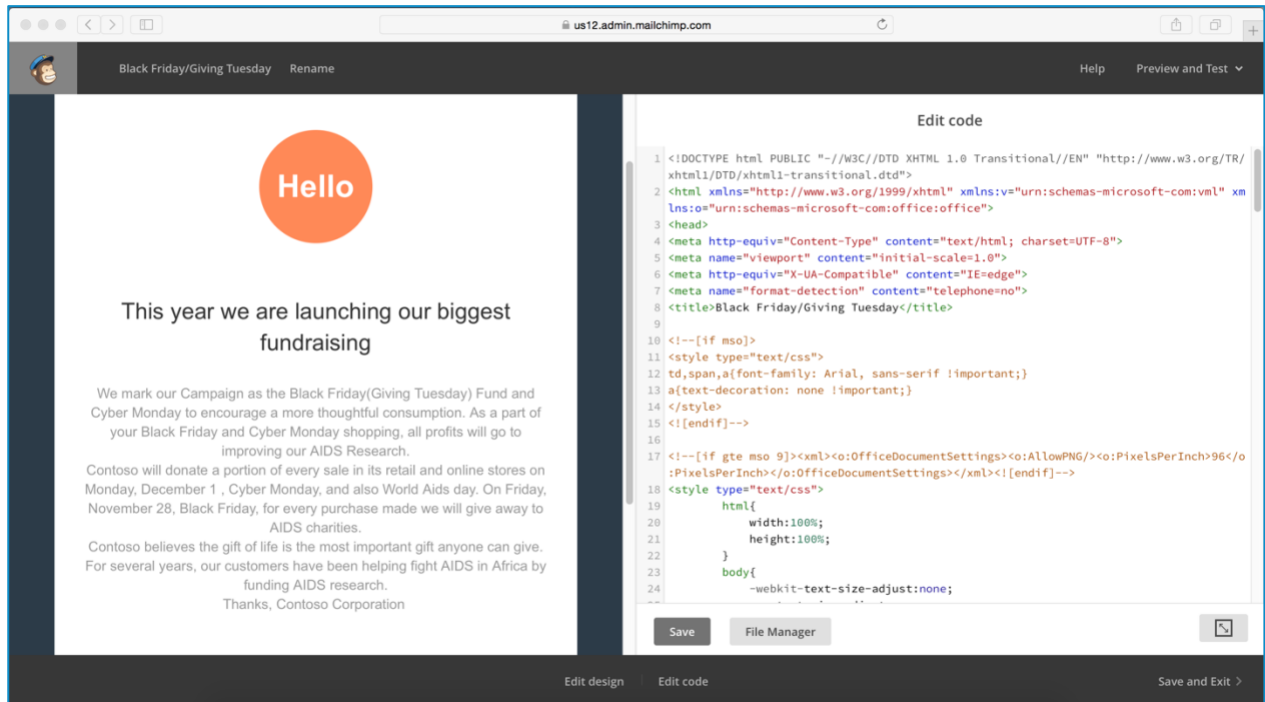 us12.admin.mailchimp.com
Black Friday/Giving Tuesday Rename
Help Preview and Test
Hello
This year we are launching our biggest
fundraising
We mark our Campaign as the Black Friday(Giving Tuesday) Fund and
Cyber Monday to encourage a more thoughtful consumption. As a part of
your Black Friday and Cyber Monday shopping, all profits will go to
improving our AIDS Research.
Contoso will donate a portion of every sale in its retail and online stores on
Monday, December 1 , Cyber Monday, and also World Aids day. On Friday,
November 28, Black Friday, for every purchase made we will give away to
AIDS charities.
Contoso believes the gift of life is the most important gift anyone can give.
For several years, our customers have been helping fight AIDS in Africa by
funding AIDS research.
Thanks, Contoso Corporation
Edit code
1 <!DOCTYPE html PUBLIC "-//W3C//DTD XHTML 1.0 Transitional//EN" "http://www.w3.org/TR/
xhtml1/DTD/xhtml1-transitional.dtd">
2 <html xmlns="http://www.w3.org/1999/xhtml" xmlns:v="urn:schemas-microsoft-com:vml" xm
lns:o="urn:schemas-microsoft-com:office:office">
3 <head>
4 <meta http-equiv="Content-Type" content="text/html; charset=UTF-8">
5 <meta name="viewport" content="initial-scale=1.0">
6 <meta http-equiv="X-UA-Compatible" content="IE=edge">
7 <meta name="format-detection" content="telephone=no">
8 <title>Black Friday/Giving Tuesday</title>
9
10 <!--[if mso]>
11 <style type="text/css">
12 td,span,a{font-family: Arial, sans-serif !important;}
13 a{text-decoration: none !important;}
14 </style>
15 <![endif]-->
16
17 <!--[if gte mso 9]><xml><o:OfficeDocumentSettings><o:AllowPNG/><o:PixelsPerInch>96</o
:PixelsPerInch></o:OfficeDocumentSettings></xml><![endif]-->
18 <style type="text/css">
19 html{
20 width:100%;
21 height:100%;
22 }
23 body{
24 -webkit-text-size-adjust:none;
Save File Manager
Edit design Edit code
Save and Exit